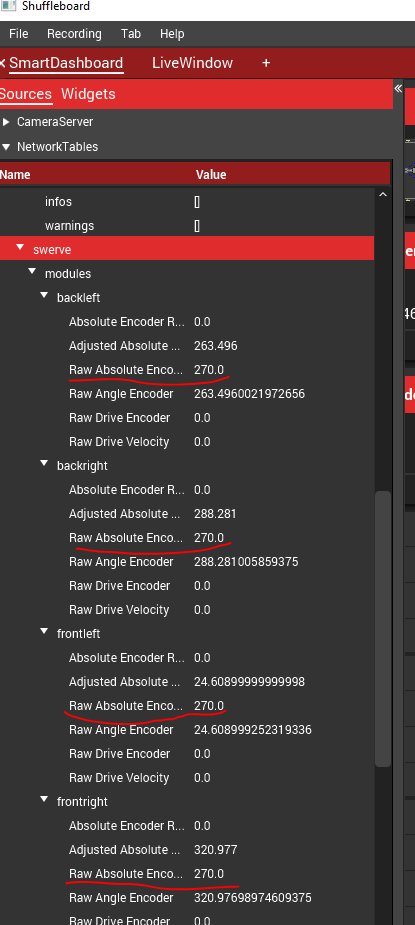 Shuffleboard
File Recording Tab Help
SmartDashboard LiveWindow +
Sources Widgets
CameraServer
NetworkTables
Name Value
infos []
warnings []
swerve
modules
backleft
Absolute Encoder R... 0.0
Adjusted Absolute ... 263.496
Raw Absolute Enco... 270.0
Raw Angle Encoder 263.4960021972656
Raw Drive Encoder 0.0
Raw Drive Velocity 0.0
backright
Absolute Encoder R... 0.0
Adjusted Absolute ... 288.281
Raw Absolute Enco... 270.0
Raw Angle Encoder 288.281005859375
Raw Drive Encoder 0.0
Raw Drive Velocity 0.0
frontleft
Absolute Encoder R... 0.0
Adjusted Absolute ... 24.60899999999998
Raw Absolute Enco... 270.0
Raw Angle Encoder 24.608999252319336
Raw Drive Encoder 0.0
Raw Drive Velocity 0.0
frontright
Absolute Encoder R... 0.0
Adjusted Absolute ... 320.977
Raw Absolute Enco... 270.0
Raw Angle Encoder 320.97698974609375
Raw Drive Encoder 0.0